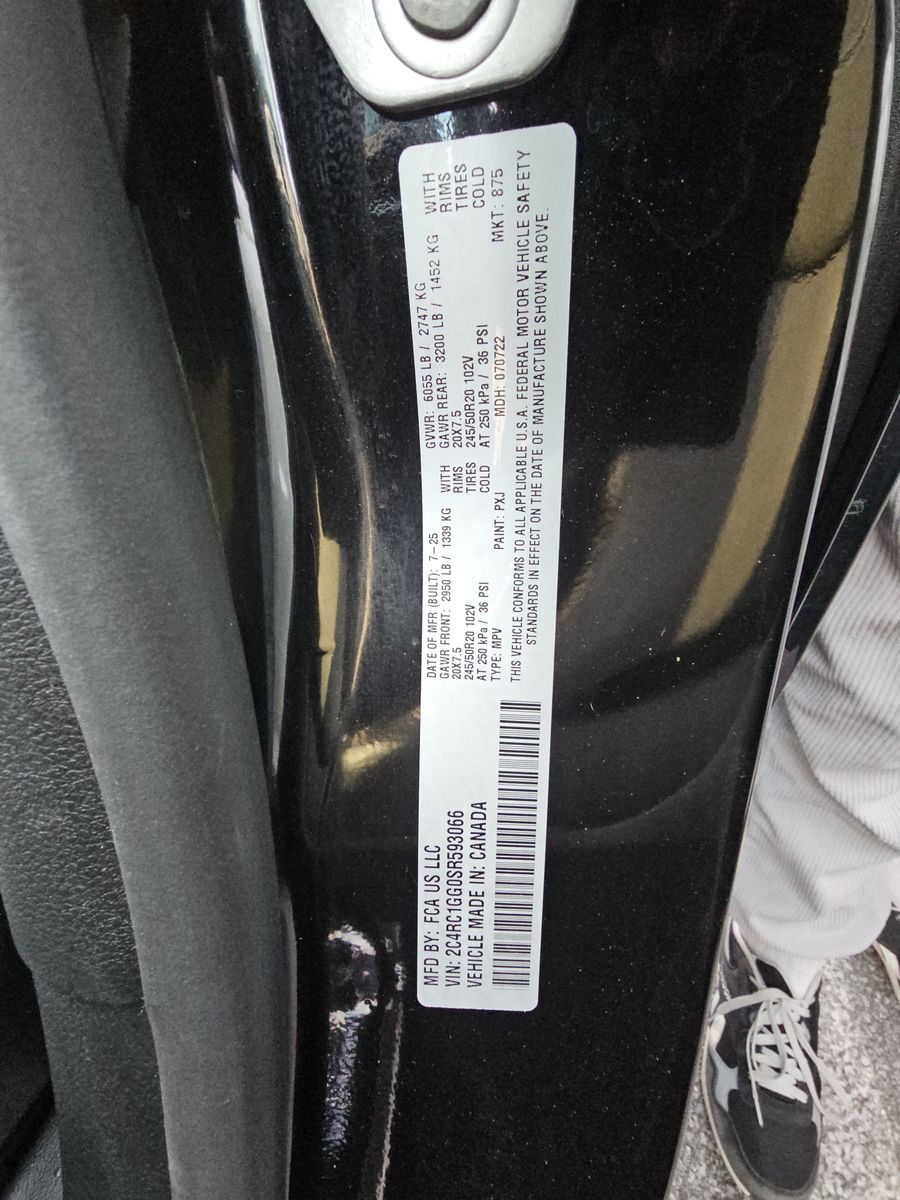 MFD BY: FCA US LLC
VIN: 2C4RC1GG0SR593066
VEHICLE MADE IN: CANADA
DATE OF MFR (BUILT): 7-25 GVWR: 6055 LB / 2747 KG
GAWR FRONT: 2950 LB / 1339 KG WITH GAWR REAR: 3200 LB / 1452 KG WITH
20X7.5 RIMS 20X7.5 RIMS
245/50R20 102V TIRES 245/50R20 102V TIRES
AT 250 kPa / 36 PSI COLD AT 250 kPa / 36 PSI COLD
TYPE: MPV PAINT: PXJ MDH: 070722 MKT: 875
THIS VEHICLE CONFORMS TO ALL APPLICABLE U.S.A. FEDERAL MOTOR VEHICLE SAFETY
STANDARDS IN EFFECT ON THE DATE OF MANUFACTURE SHOWN ABOVE.